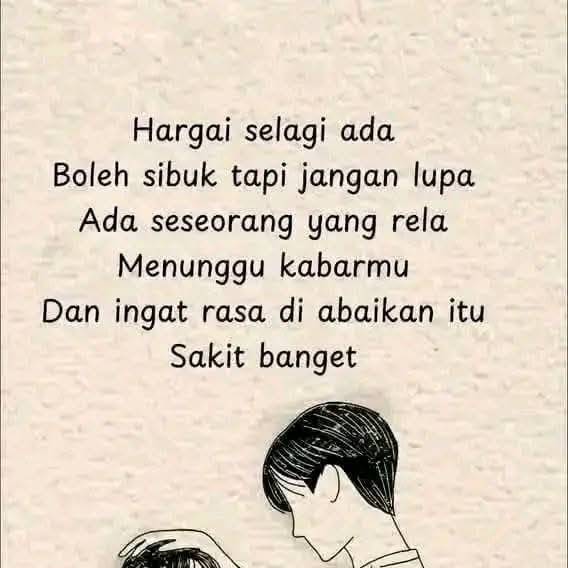 Hargai selagi ada
Boleh sibuk tapi jangan lupa
Ada seseorang yang rela
Menunggu kabarmu
Dan ingat rasa di abaikan itu
Sakit banget